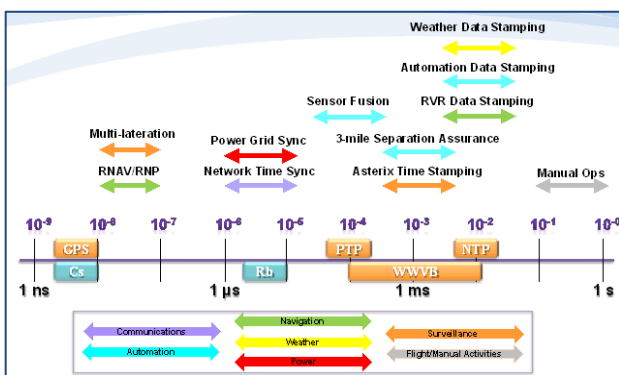 Weather Data Stamping
Automation Data Stamping
Sensor Fusion RVR Data Stamping
Multi-lateration Power Grid Sync 3-mile Separation Assurance
RNAV/RNP Network Time Sync Asterix Time Stamping Manual Ops
10⁻⁹ 10⁻⁸ 10⁻⁷ 10⁻⁶ 10⁻⁵ 10⁻⁴ 10⁻³ 10⁻² 10⁻¹ 10⁻⁰
GPS PTP NTP
Cs Rb WWVB
1 ns 1 µs 1 ms 1 s
Communications Navigation Surveillance
Automation Weather Flight/Manual Activities
Power